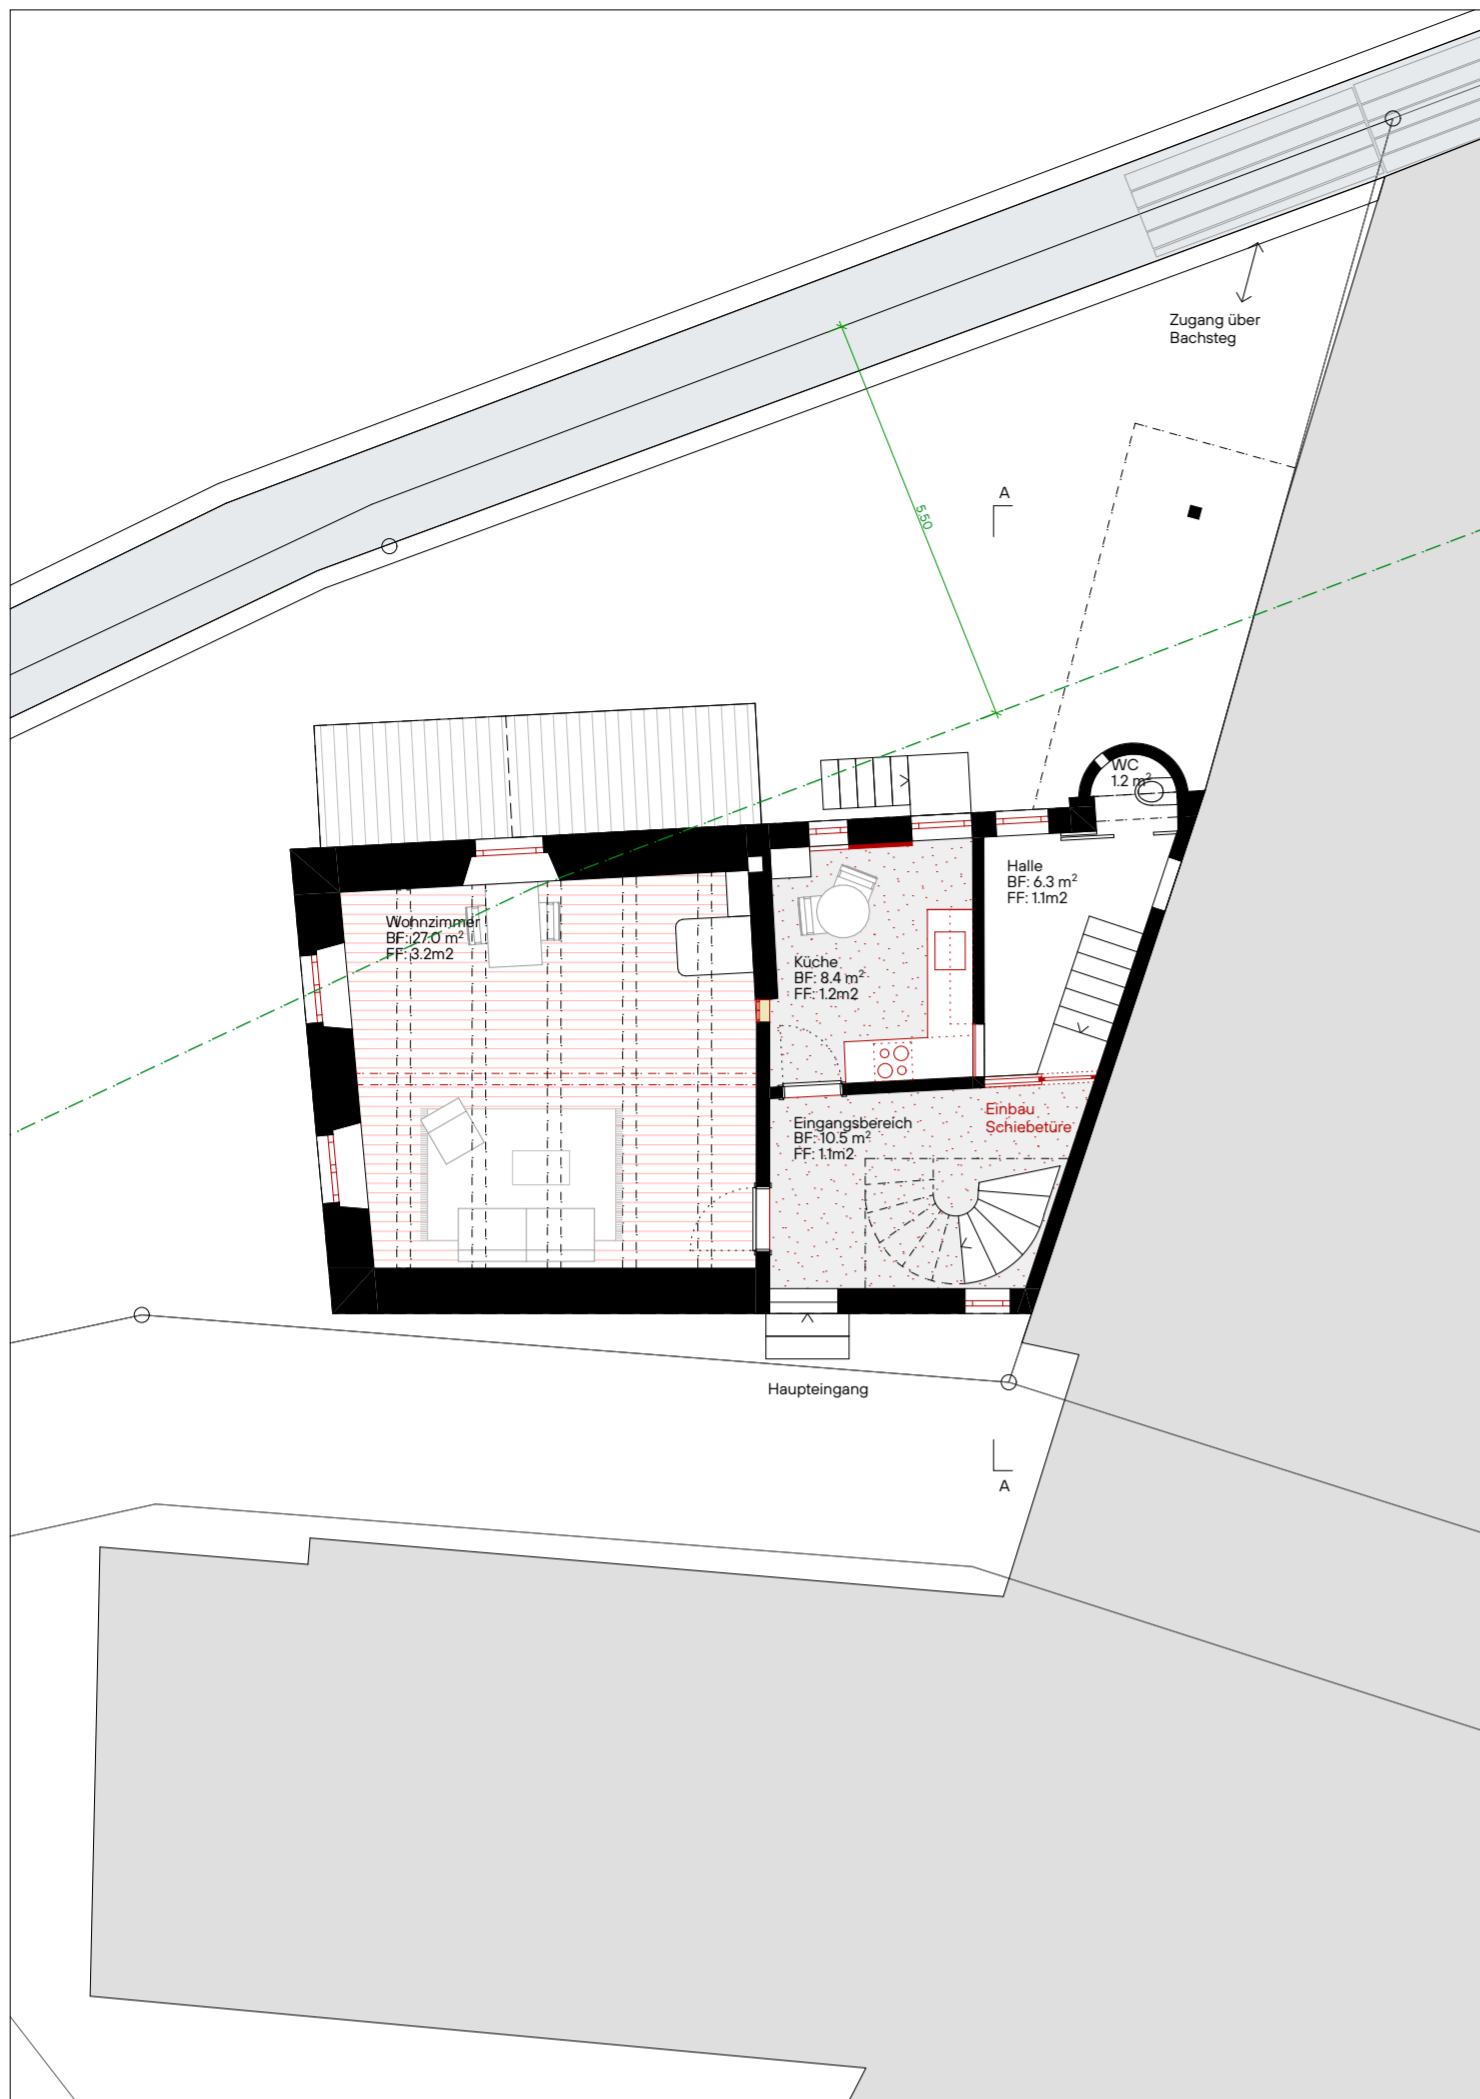 Zugang über
Bachsteg
A
5.50
WC
1.2 m²
Halle
BF: 6.3 m²
FF: 1.1m2
Wohnzimmer
BF: 27.0 m²
FF: 3.2m2
Küche
BF: 8.4 m²
FF: 1.2m2
Eingangsbereich
BF: 10.5 m²
FF: 1.1m2
Einbau
Schiebetüre
Haupteingang
A